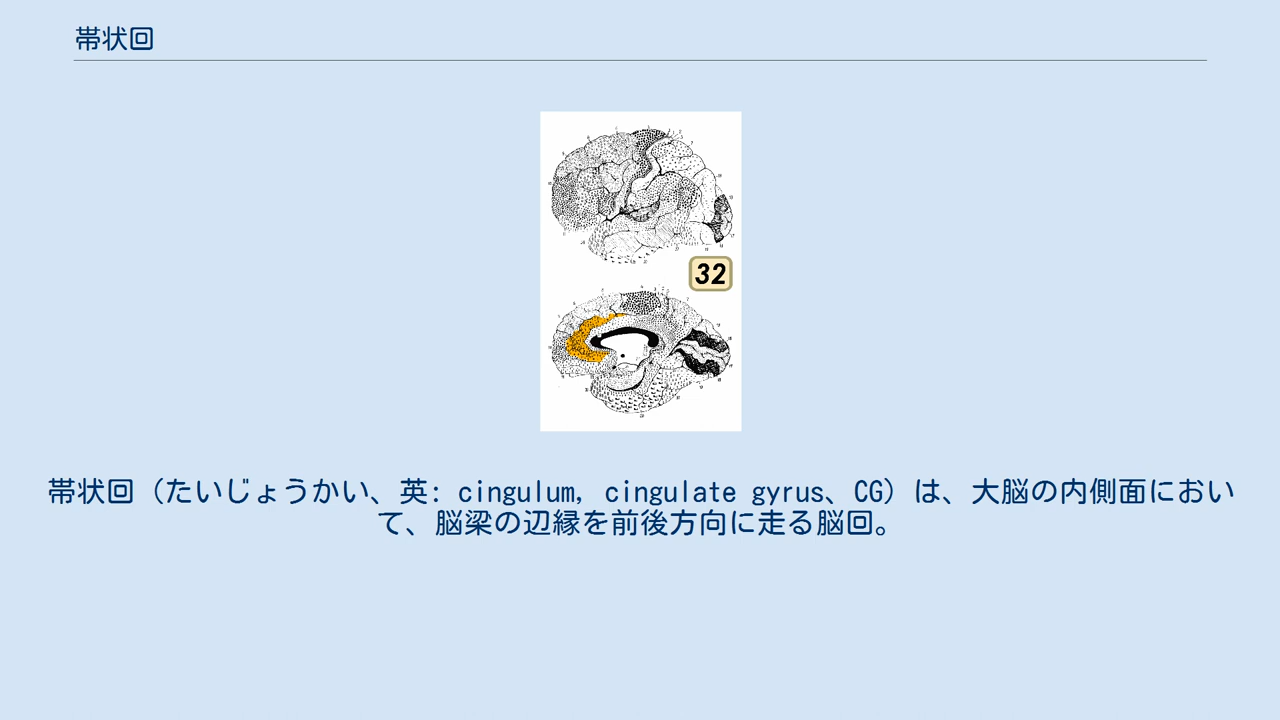 帯状回
32
帯状回（たいじょうかい、英: cingulum, cingulate gyrus、CG）は、大脳の内側面におい
て、脳梁の辺縁を前後方向に走る脳回。